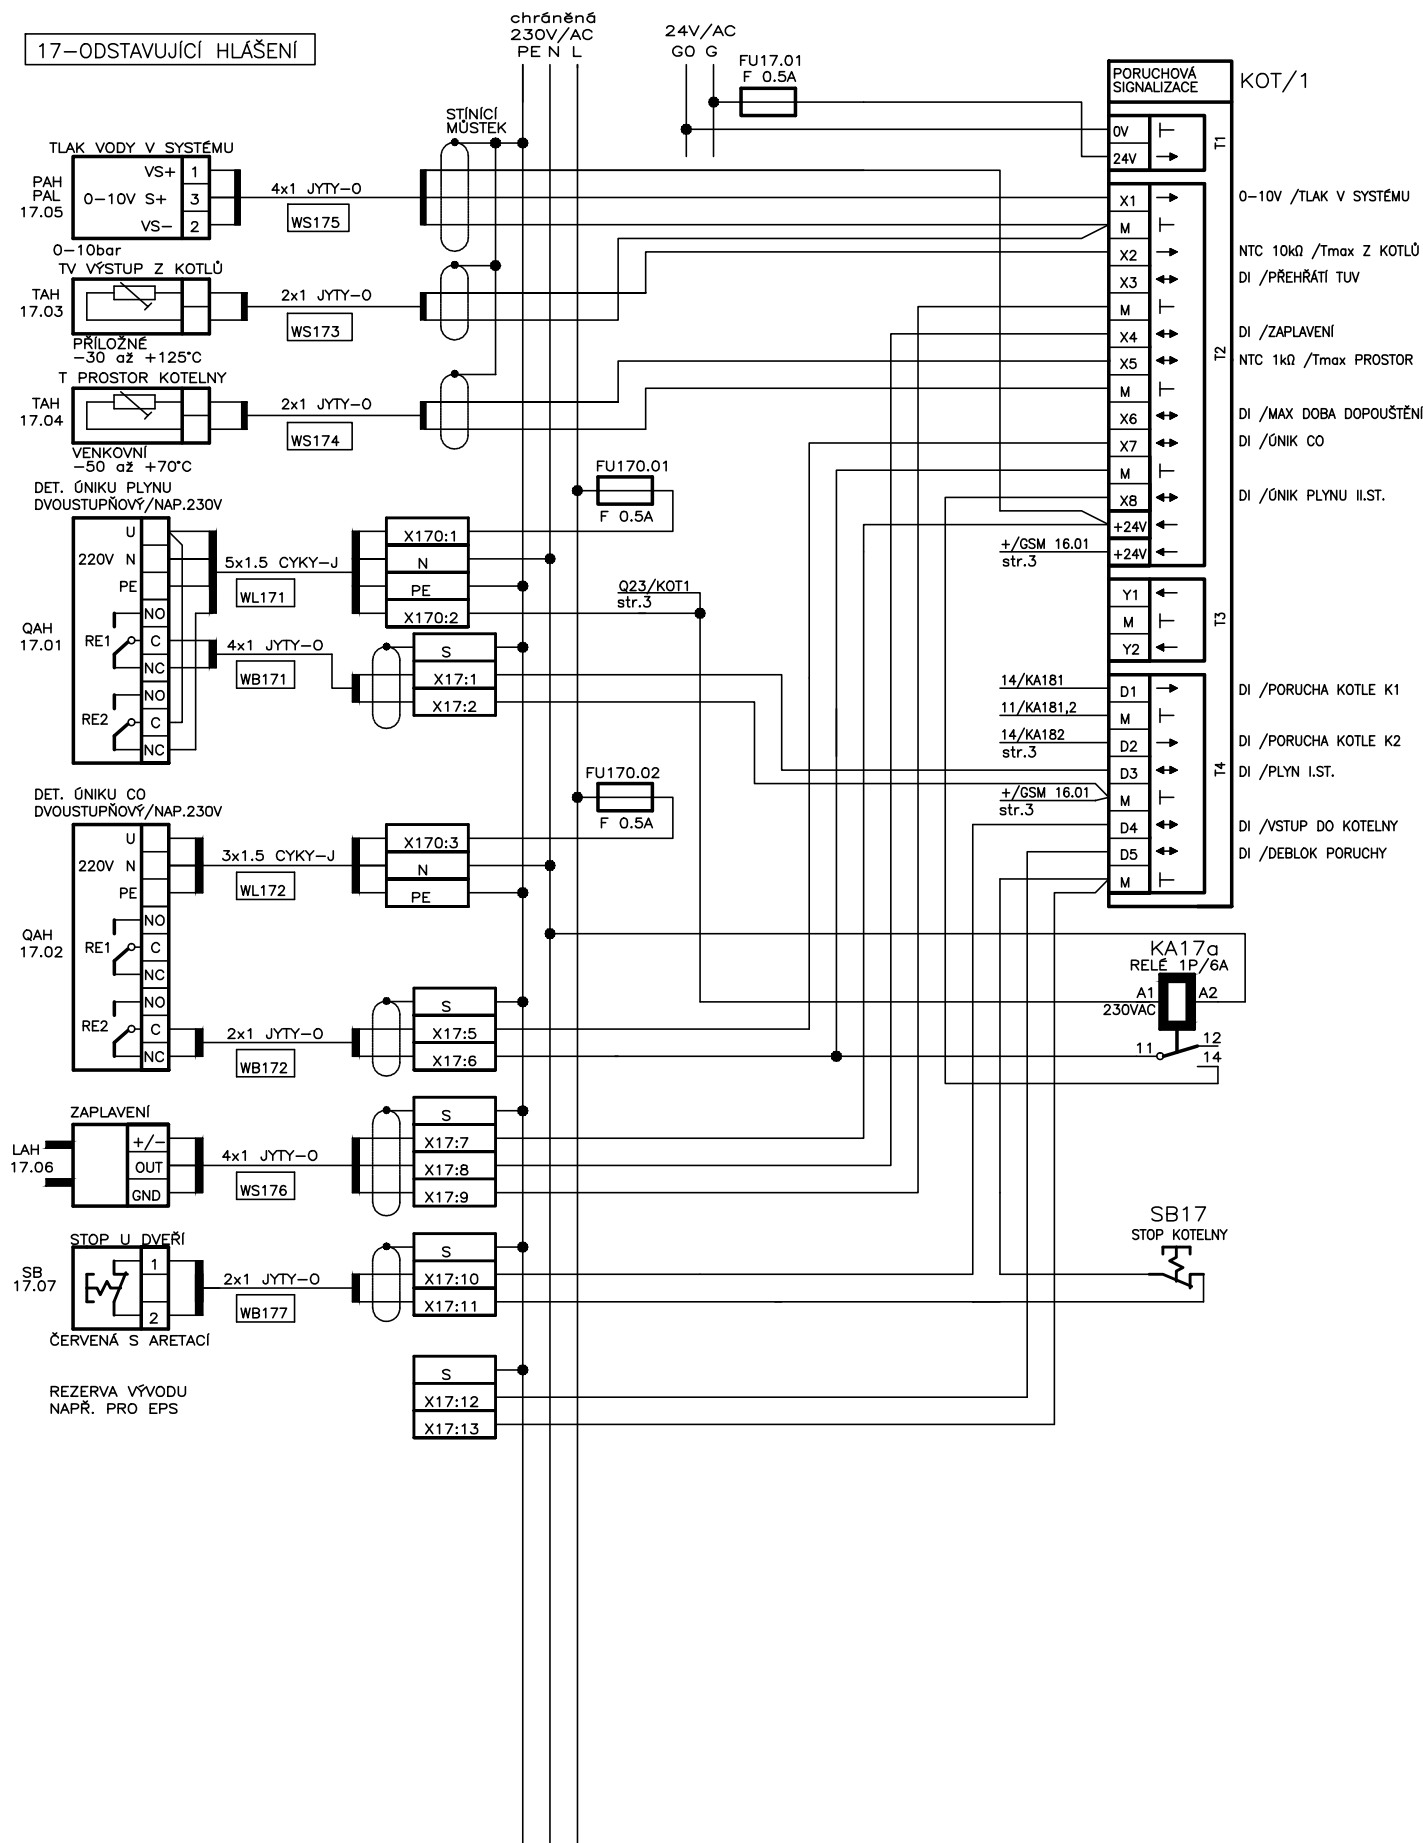 17-ODSTAVUJÍCÍ HLÁŠENÍ
chráněná
230V/AC
PE N L
24V/AC
G0 G
FU17.01
F 0.5A
STÍNÍCÍ
MŮSTEK
TLAK VODY V SYSTÉMU
PAH
PAL
17.05
VS+ 1
0-10V S+ 3
VS- 2
0-10bar
4x1 JYTY-O
WS175
TV VÝSTUP Z KOTLŮ
TAH
17.03
PŘÍLOŽNÉ
-30 až +125°C
2x1 JYTY-O
WS173
T PROSTOR KOTELNY
TAH
17.04
VENKOVNÍ
-50 až +70°C
2x1 JYTY-O
WS174
DET. ÚNIKU PLYNU
DVOUSTUPŇOVÝ/NAP.230V
QAH
17.01
U
220V N
PE
NO
RE1 C
NC
NO
RE2 C
NC
5x1.5 CYKY-J
WL171
4x1 JYTY-O
WB171
FU170.01
F 0.5A
X170:1
N
PE
X170:2
S
X17:1
X17:2
Q23/KOT1
str.3
DET. ÚNIKU CO
DVOUSTUPŇOVÝ/NAP.230V
QAH
17.02
U
220V N
PE
NO
RE1 C
NC
NO
RE2 C
NC
3x1.5 CYKY-J
WL172
2x1 JYTY-O
WB172
FU170.02
F 0.5A
X170:3
N
PE
S
X17:5
X17:6
ZAPLAVENÍ
LAH
17.06
+/-
OUT
GND
4x1 JYTY-O
WS176
S
X17:7
X17:8
X17:9
STOP U DVEŘÍ
SB
17.07
1
2
ČERVENÁ S ARETACÍ
2x1 JYTY-O
WB177
S
X17:10
X17:11
REZERVA VÝVODU
NAPŘ. PRO EPS
S
X17:12
X17:13
PORUCHOVÁ
SIGNALIZACE
KOT/1
0V
24V
T1
X1 0-10V /TLAK V SYSTÉMU
M
X2 NTC 10kΩ /Tmax Z KOTLŮ
X3 DI /PŘEHŘÁTÍ TUV
M
X4 DI /ZAPLAVENÍ
X5 NTC 1kΩ /Tmax PROSTOR
M
X6 DI /MAX DOBA DOPOUŠTĚNÍ
X7 DI /ÚNIK CO
M
X8 DI /ÚNIK PLYNU II.ST.
+24V
+/GSM 16.01 +24V
str.3
T2
Y1
M
Y2
T3
14/KA181 D1 DI /PORUCHA KOTLE K1
11/KA181,2 M
14/KA182 D2 DI /PORUCHA KOTLE K2
str.3
D3 DI /PLYN I.ST.
+/GSM 16.01 M
str.3
D4 DI /VSTUP DO KOTELNY
D5 DI /DEBLOK PORUCHY
M
T4
KA17a
RELÉ 1P/6A
A1 A2
230VAC
11 12
14
SB17
STOP KOTELNY